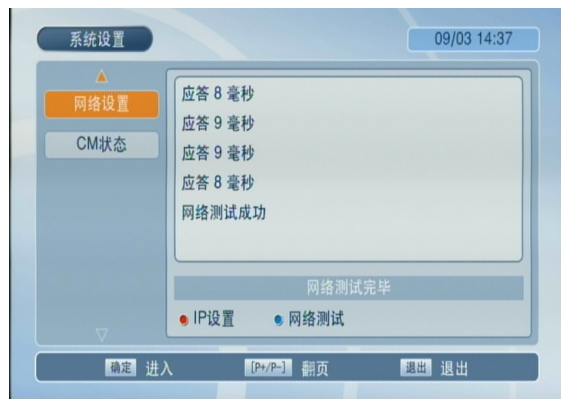 系统设置
09/03 14:37
网络设置
CM状态
应答 8 毫秒
应答 9 毫秒
应答 9 毫秒
应答 8 毫秒
网络测试成功
网络测试完毕
IP设置 网络测试
确定 进入 [P+/P-] 翻页 退出 退出